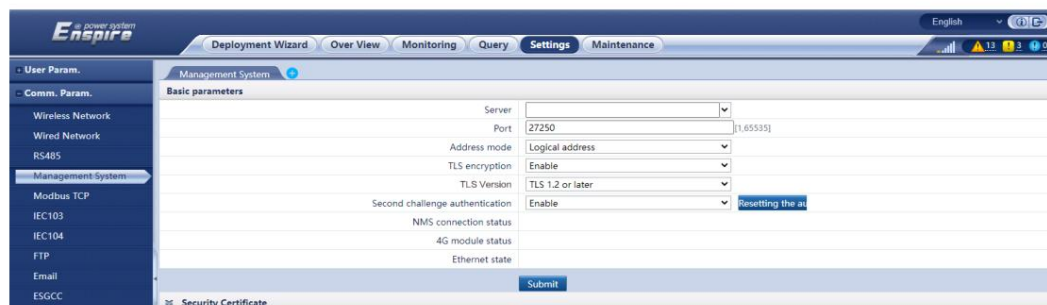 e power system
Enspire
English
Deployment Wizard Over View Monitoring Query Settings Maintenance
13 3 0
User Param.
Comm. Param.
Wireless Network
Wired Network
RS485
Management System
Modbus TCP
IEC103
IEC104
FTP
Email
ESGCC
Management System
Basic parameters
Server
Port 27250 [1,65535]
Address mode Logical address
TLS encryption Enable
TLS Version TLS 1.2 or later
Second challenge authentication Enable Resetting the au
NMS connection status
4G module status
Ethernet state
Submit
Security Certificate